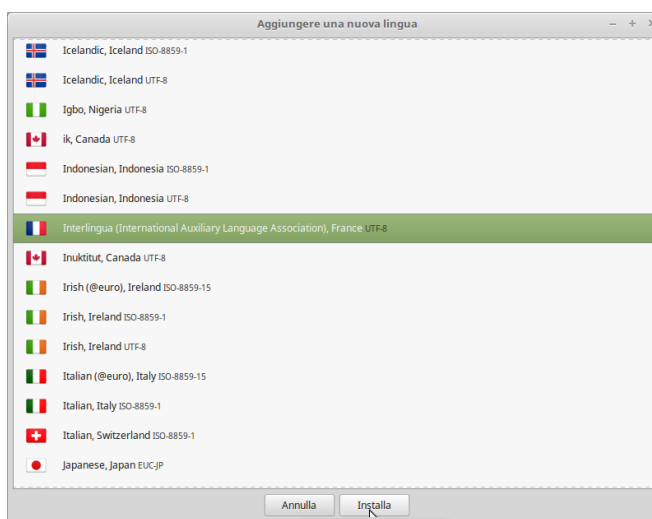 Aggiungere una nuova lingua
Icelandic, Iceland ISO-8859-1
Icelandic, Iceland UTF-8
Igbo, Nigeria UTF-8
ik, Canada UTF-8
Indonesian, Indonesia ISO-8859-1
Indonesian, Indonesia UTF-8
Interlingua (International Auxiliary Language Association), France UTF-8
Inuktitut, Canada UTF-8
Irish (@euro), Ireland ISO-8859-15
Irish, Ireland ISO-8859-1
Irish, Ireland UTF-8
Italian (@euro), Italy ISO-8859-15
Italian, Italy ISO-8859-1
Italian, Switzerland ISO-8859-1
Japanese, Japan EUC-JP
Annulla Installa